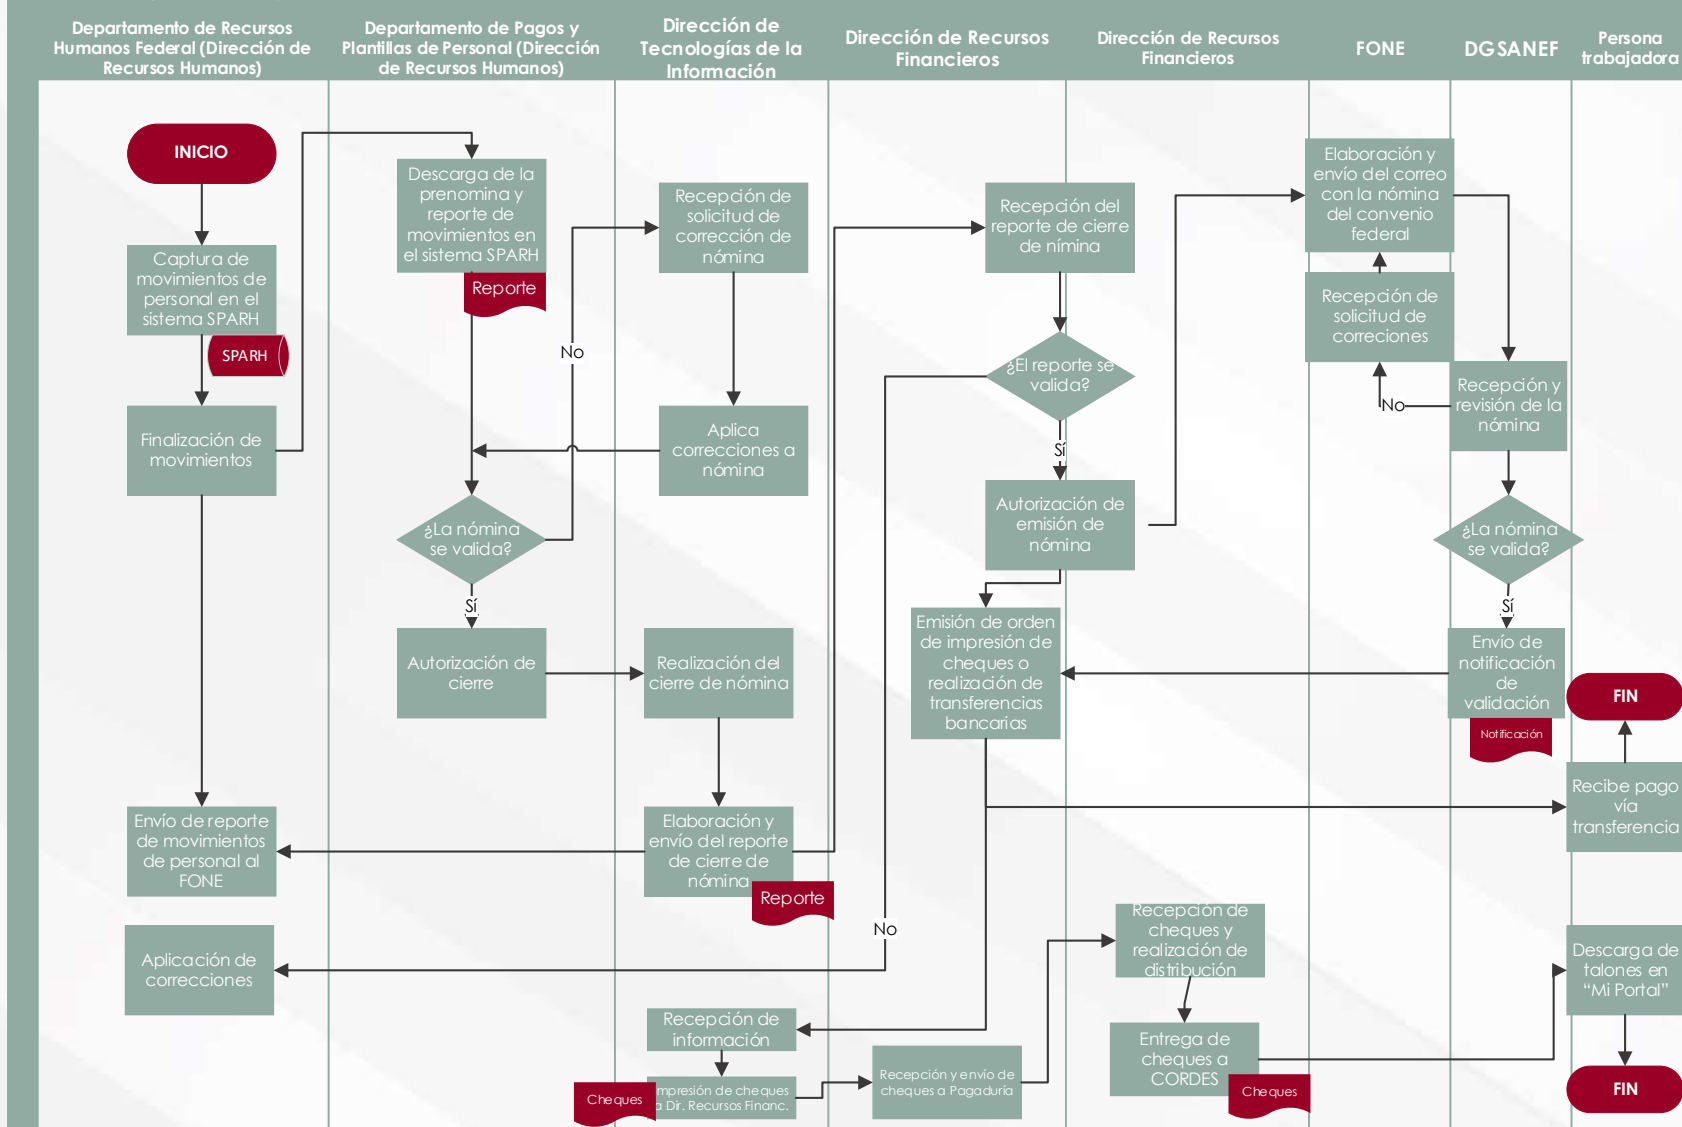 Departamento de Recursos
Humanos Federal (Dirección de
Recursos Humanos)
Departamento de Pagos y
Plantillas de Personal (Dirección
de Recursos Humanos)
Dirección de
Tecnologías de la
Información
Dirección de Recursos
Financieros
Dirección de Recursos
Financieros
FONE
DGSANEF
Persona
trabajadora
INICIO
Captura de
movimientos de
personal en el
sistema SPARH
SPARH
Finalización de
movimientos
Envío de reporte
de movimientos
de personal al
FONE
Aplicación de
correcciones
Descarga de la
prenomina y
reporte de
movimientos en
el sistema SPARH
Reporte
No
¿La nómina
se valida?
Sí
Autorización de
cierre
Recepción de
solicitud de
corrección de
nómina
Aplica
correcciones a
nómina
Realización del
cierre de nómina
Elaboración y
envío del reporte
de cierre de
nómina
Reporte
Recepción de
información
Impresión de cheques
a Dir. Recursos Financ.
Cheques
Recepción del
reporte de cierre
de nímina
¿El reporte se
valida?
Sí
No
Autorización de
emisión de
nómina
Emisión de orden
de impresión de
cheques o
realización de
transferencias
bancarias
Recepción y envío de
cheques a Pagaduría
Recepción de
cheques y
realización de
distribución
Entrega de
cheques a
CORDES
Cheques
Elaboración y
envío del correo
con la nómina
del convenio
federal
Recepción de
solicitud de
correciones
No
Recepción y
revisión de la
nómina
¿La nómina
se valida?
Sí
Envío de
notificación
de
validación
Notificación
FIN
Recibe pago
vía
transferencia
Descarga de
talones en
“Mi Portal”
FIN